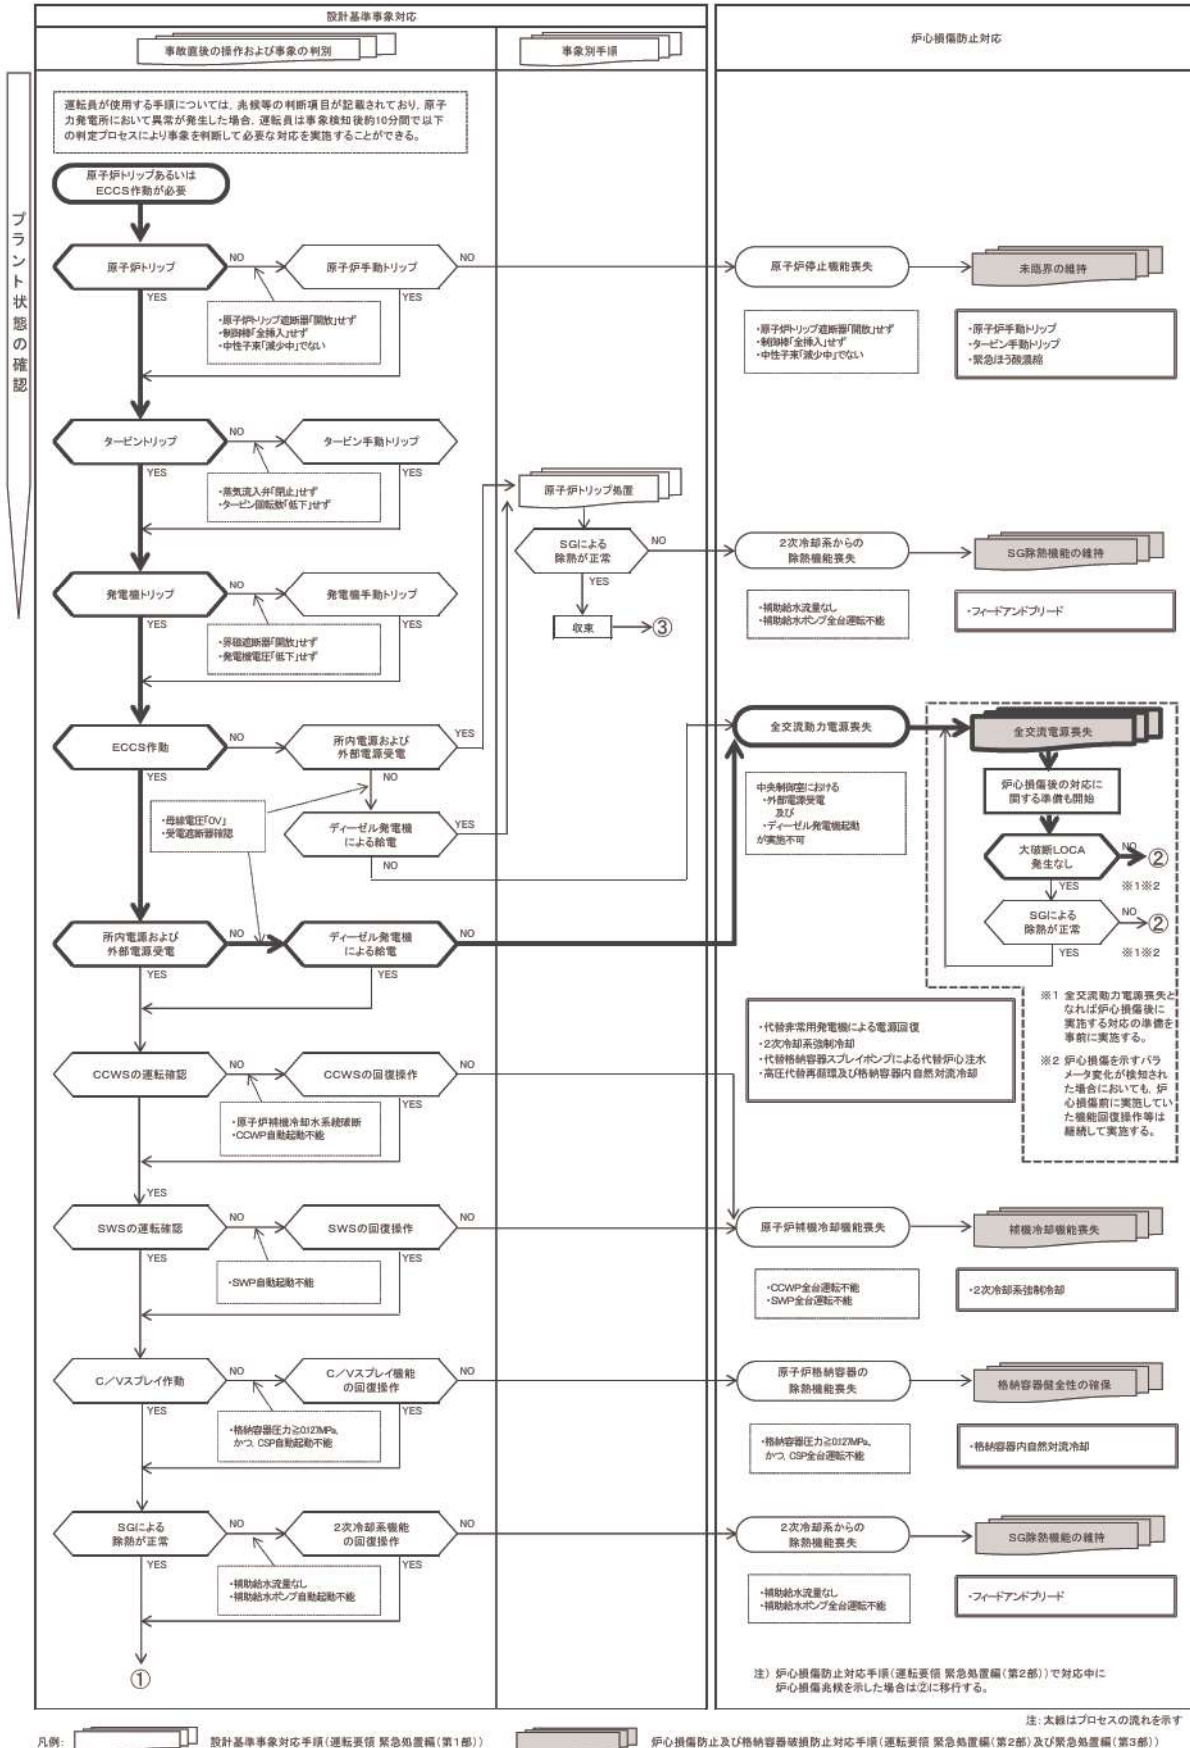 設計基準事象対応
事故直後の操作および事象の判別
事象別手順
炉心損傷防止対応
プラント状態の確認
運転員が使用する手順については、兆候等の判断項目が記載されており、原子
力発電所において異常が発生した場合、運転員は事象検知後約10分間で以下
の判定プロセスにより事象を判断して必要な対応を実施することができる。
原子炉トリップあるいは
ECCS作動が必要
原子炉トリップ
NO
原子炉手動トリップ
NO
原子炉停止機能喪失
未臨界の維持
YES
YES
・原子炉トリップ遮断器「開放」せず
・制御棒「全挿入」せず
・中性子束「減少中」でない
・原子炉トリップ遮断器「開放」せず
・制御棒「全挿入」せず
・中性子束「減少中」でない
・原子炉手動トリップ
・タービン手動トリップ
・緊急ほう酸濃縮
タービントリップ
NO
タービン手動トリップ
YES
YES
・蒸気流入弁「閉止」せず
・タービン回転数「低下」せず
原子炉トリップ処置
SGによる
除熱が正常
NO
YES
収束
③
2次冷却系からの
除熱機能喪失
SG除熱機能の維持
・補助給水流量なし
・補助給水ポンプ全台運転不能
・フィードアンドブリード
発電機トリップ
NO
発電機手動トリップ
YES
YES
・界磁遮断器「開放」せず
・発電機電圧「低下」せず
ECCS作動
NO
所内電源および
外部電源受電
YES
YES
NO
・母線電圧「0V」
・受電遮断器確認
ディーゼル発電機
による給電
YES
NO
全交流動力電源喪失
全交流電源喪失
中央制御室における
・外部電源受電
及び
・ディーゼル発電機起動
が実施不可
炉心損傷後の対応に
関する準備も開始
大破断LOCA
発生なし
NO
②
YES
※1※2
SGによる
除熱が正常
NO
②
YES
※1※2
所内電源および
外部電源受電
NO
ディーゼル発電機
による給電
NO
YES
YES
※1 全交流動力電源喪失と
なれば炉心損傷後に
実施する対応の準備を
事前に実施する。
※2 炉心損傷を示すパラ
メータ変化が検知され
た場合においても、炉
心損傷前に実施してい
た機能回復操作等は
継続して実施する。
・代替非常用発電機による電源回復
・2次冷却系強制冷却
・代替格納容器スプレイポンプによる代替炉心注水
・高圧代替再循環及び格納容器内自然対流冷却
CCWSの運転確認
NO
CCWSの回復操作
NO
YES
・原子炉補機冷却水系統破断
・CCWP自動起動不能
YES
SWSの運転確認
NO
SWSの回復操作
NO
原子炉補機冷却機能喪失
補機冷却機能喪失
YES
YES
・SWP自動起動不能
・CCWP全台運転不能
・SWP全台運転不能
・2次冷却系強制冷却
C／Vスプレイ作動
NO
C／Vスプレイ機能
の回復操作
NO
原子炉格納容器の
除熱機能喪失
格納容器健全性の確保
YES
YES
・格納容器圧力≧0.127MPa、
かつ、CSP自動起動不能
・格納容器圧力≧0.127MPa、
かつ、CSP全台運転不能
・格納容器内自然対流冷却
SGによる
除熱が正常
NO
2次冷却系機能
の回復操作
NO
2次冷却系からの
除熱機能喪失
SG除熱機能の維持
YES
YES
・補助給水流量なし
・補助給水ポンプ自動起動不能
・補助給水流量なし
・補助給水ポンプ全台運転不能
・フィードアンドブリード
①
注) 炉心損傷防止対応手順(運転要領 緊急処置編(第2部))で対応中に
炉心損傷兆候を示した場合は②に移行する。
注：太線はプロセスの流れを示す
凡例:
設計基準事象対応手順(運転要領 緊急処置編(第1部))
炉心損傷防止及び格納容器破損防止対応手順(運転要領 緊急処置編(第2部)及び緊急処置編(第3部))